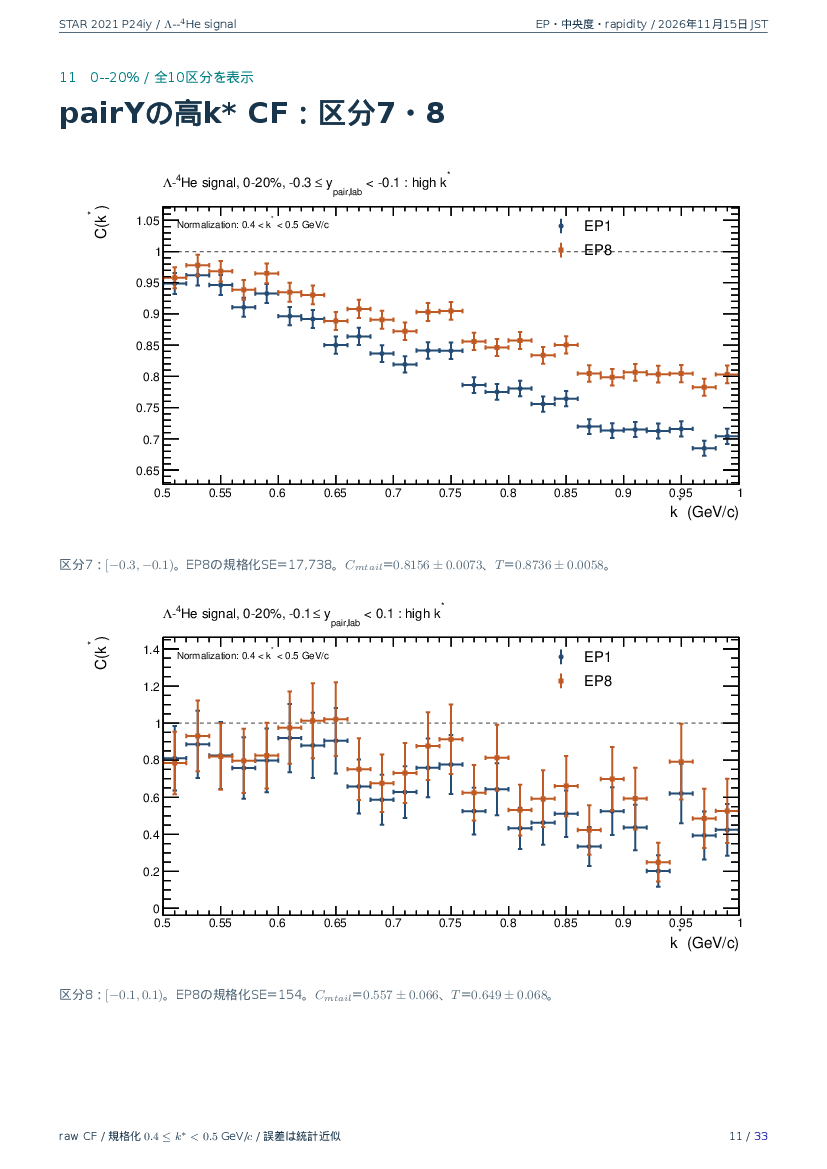 STAR 2021 P24iy / Λ--⁴He signal
EP・中央度・rapidity / 2026年11月15日 JST
11 0--20% / 全10区分を表示
pairYの高k* CF：区分7・8
Λ-⁴He signal, 0-20%, -0.3 ≤ y_pair,lab < -0.1 : high k*
C(k*)
Normalization: 0.4 < k* < 0.5 GeV/c
EP1
EP8
1.05
1
0.95
0.9
0.85
0.8
0.75
0.7
0.65
0.5 0.55 0.6 0.65 0.7 0.75 0.8 0.85 0.9 0.95 1
k* (GeV/c)
区分7：[−0.3, −0.1)。EP8の規格化SE=17,738。C_mtail=0.8156 ± 0.0073、T=0.8736 ± 0.0058。
Λ-⁴He signal, 0-20%, -0.1 ≤ y_pair,lab < 0.1 : high k*
C(k*)
Normalization: 0.4 < k* < 0.5 GeV/c
EP1
EP8
1.4
1.2
1
0.8
0.6
0.4
0.2
0
0.5 0.55 0.6 0.65 0.7 0.75 0.8 0.85 0.9 0.95 1
k* (GeV/c)
区分8：[−0.1, 0.1)。EP8の規格化SE=154。C_mtail=0.557 ± 0.066、T=0.649 ± 0.068。
raw CF / 規格化 0.4 ≤ k* < 0.5 GeV/c / 誤差は統計近似
11 / 33